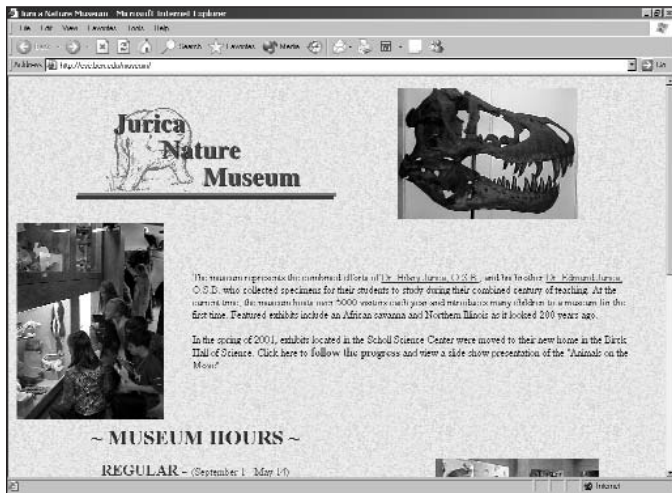 Jurica Nature Museum - Microsoft Internet Explorer
File Edit View Favorites Tools Help
Back Search Favorites Media
Address http://eve.ben.edu/museum/ Go
Jurica
Nature
Museum
The museum represents the combined efforts of Dr. Hilary Jurica, O.S.B., and his brother Dr. Edmund Jurica,
O.S.B. who collected specimens for their students to study during their combined century of teaching. At the
current time, the museum hosts over 5000 visitors each year and introduces many children to a museum for the
first time. Featured exhibits include an African savanna and Northern Illinois as it looked 200 years ago.
In the spring of 2001, exhibits located in the Scholl Science Center were moved to their new home in the Birck
Hall of Science. Click here to follow the progress and view a slide show presentation of the "Animals on the
Move"
~ MUSEUM HOURS ~
REGULAR - (September 1 - May 14)
Internet